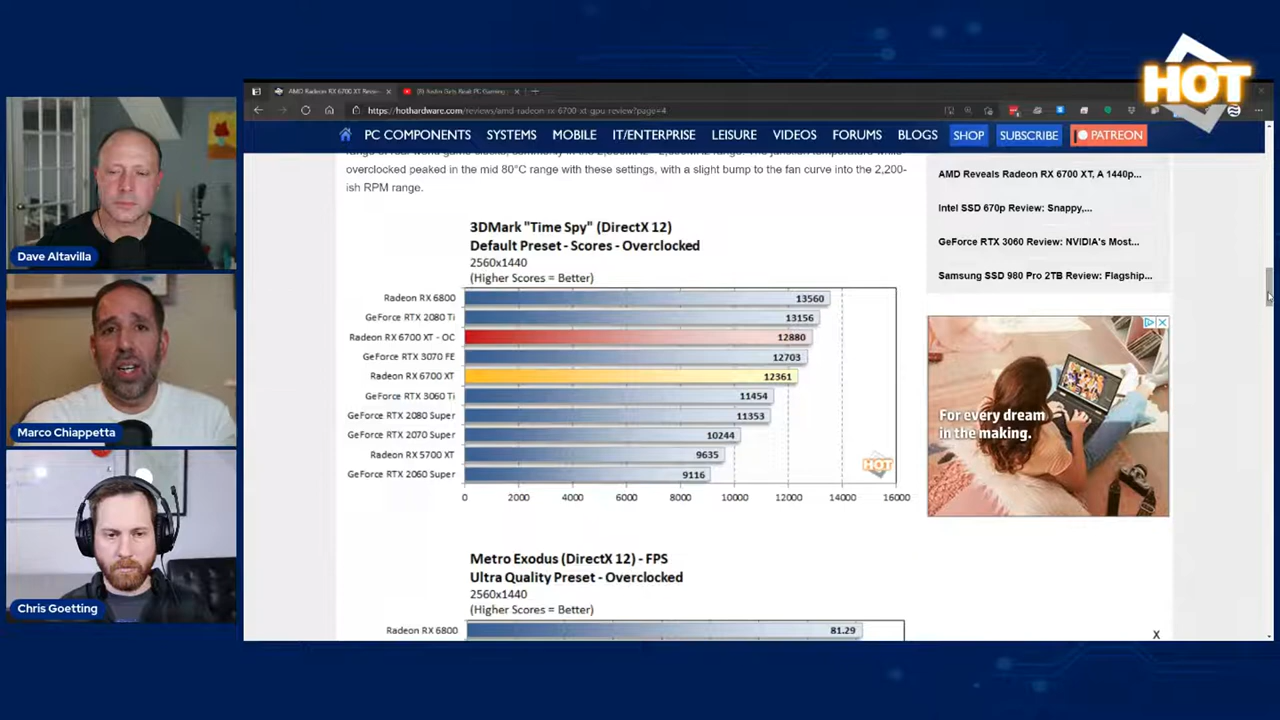 HOT
AMD Radeon RX 6700 XT Revi
https://hothardware.com/reviews/amd-radeon-rx-6700-xt-gpu-review?page=4
PC COMPONENTS SYSTEMS MOBILE IT/ENTERPRISE LEISURE VIDEOS FORUMS BLOGS SHOP SUBSCRIBE PATREON
overclocked peaked in the mid 80°C range with these settings, with a slight bump to the fan curve into the 2,200-
ish RPM range.
AMD Reveals Radeon RX 6700 XT, A 1440p...
Intel SSD 670p Review: Snappy,...
GeForce RTX 3060 Review: NVIDIA's Most...
Samsung SSD 980 Pro 2TB Review: Flagship...
3DMark "Time Spy" (DirectX 12)
Default Preset - Scores - Overclocked
2560x1440
(Higher Scores = Better)
Radeon RX 6800 13560
GeForce RTX 2080 Ti 13156
Radeon RX 6700 XT - OC 12880
GeForce RTX 3070 FE 12703
Radeon RX 6700 XT 12361
GeForce RTX 3060 Ti 11454
GeForce RTX 2080 Super 11353
GeForce RTX 2070 Super 10244
Radeon RX 5700 XT 9635
GeForce RTX 2060 Super 9116
HOT
0 2000 4000 6000 8000 10000 12000 14000 16000
For every dream
in the making.
Metro Exodus (DirectX 12) - FPS
Ultra Quality Preset - Overclocked
2560x1440
(Higher Scores = Better)
Radeon RX 6800 81.29
X
Dave Altavilla
Marco Chiappetta
Chris Goetting